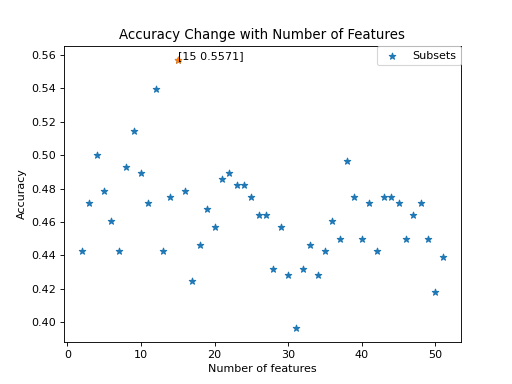 Accuracy Change with Number of Features
[15 0.5571]
Subsets
0.56
0.54
0.52
0.50
0.48
0.46
0.44
0.42
0.40
Accuracy
0 10 20 30 40 50
Number of features